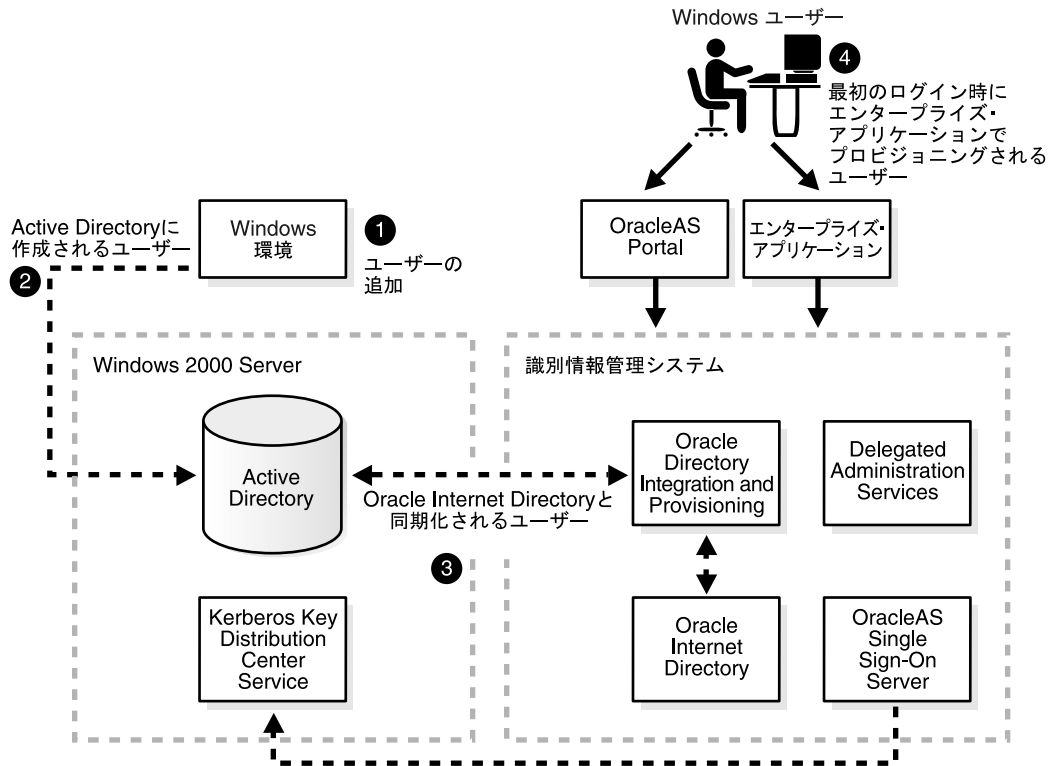 Windows ユーザー
4
最初のログイン時に
エンタープライズ・
アプリケーションで
プロビジョニングされる
ユーザー
Active Directoryに
作成されるユーザー
2
Windows
環境
1
ユーザーの
追加
OracleAS
Portal
エンタープライズ・
アプリケーション
Windows 2000 Server
Active
Directory
Oracle Internet Directoryと
同期化されるユーザー
3
Kerberos Key
Distribution
Center
Service
識別情報管理システム
Oracle
Directory
Integration and
Provisioning
Delegated
Administration
Services
Oracle
Internet
Directory
OracleAS
Single
Sign-On
Server